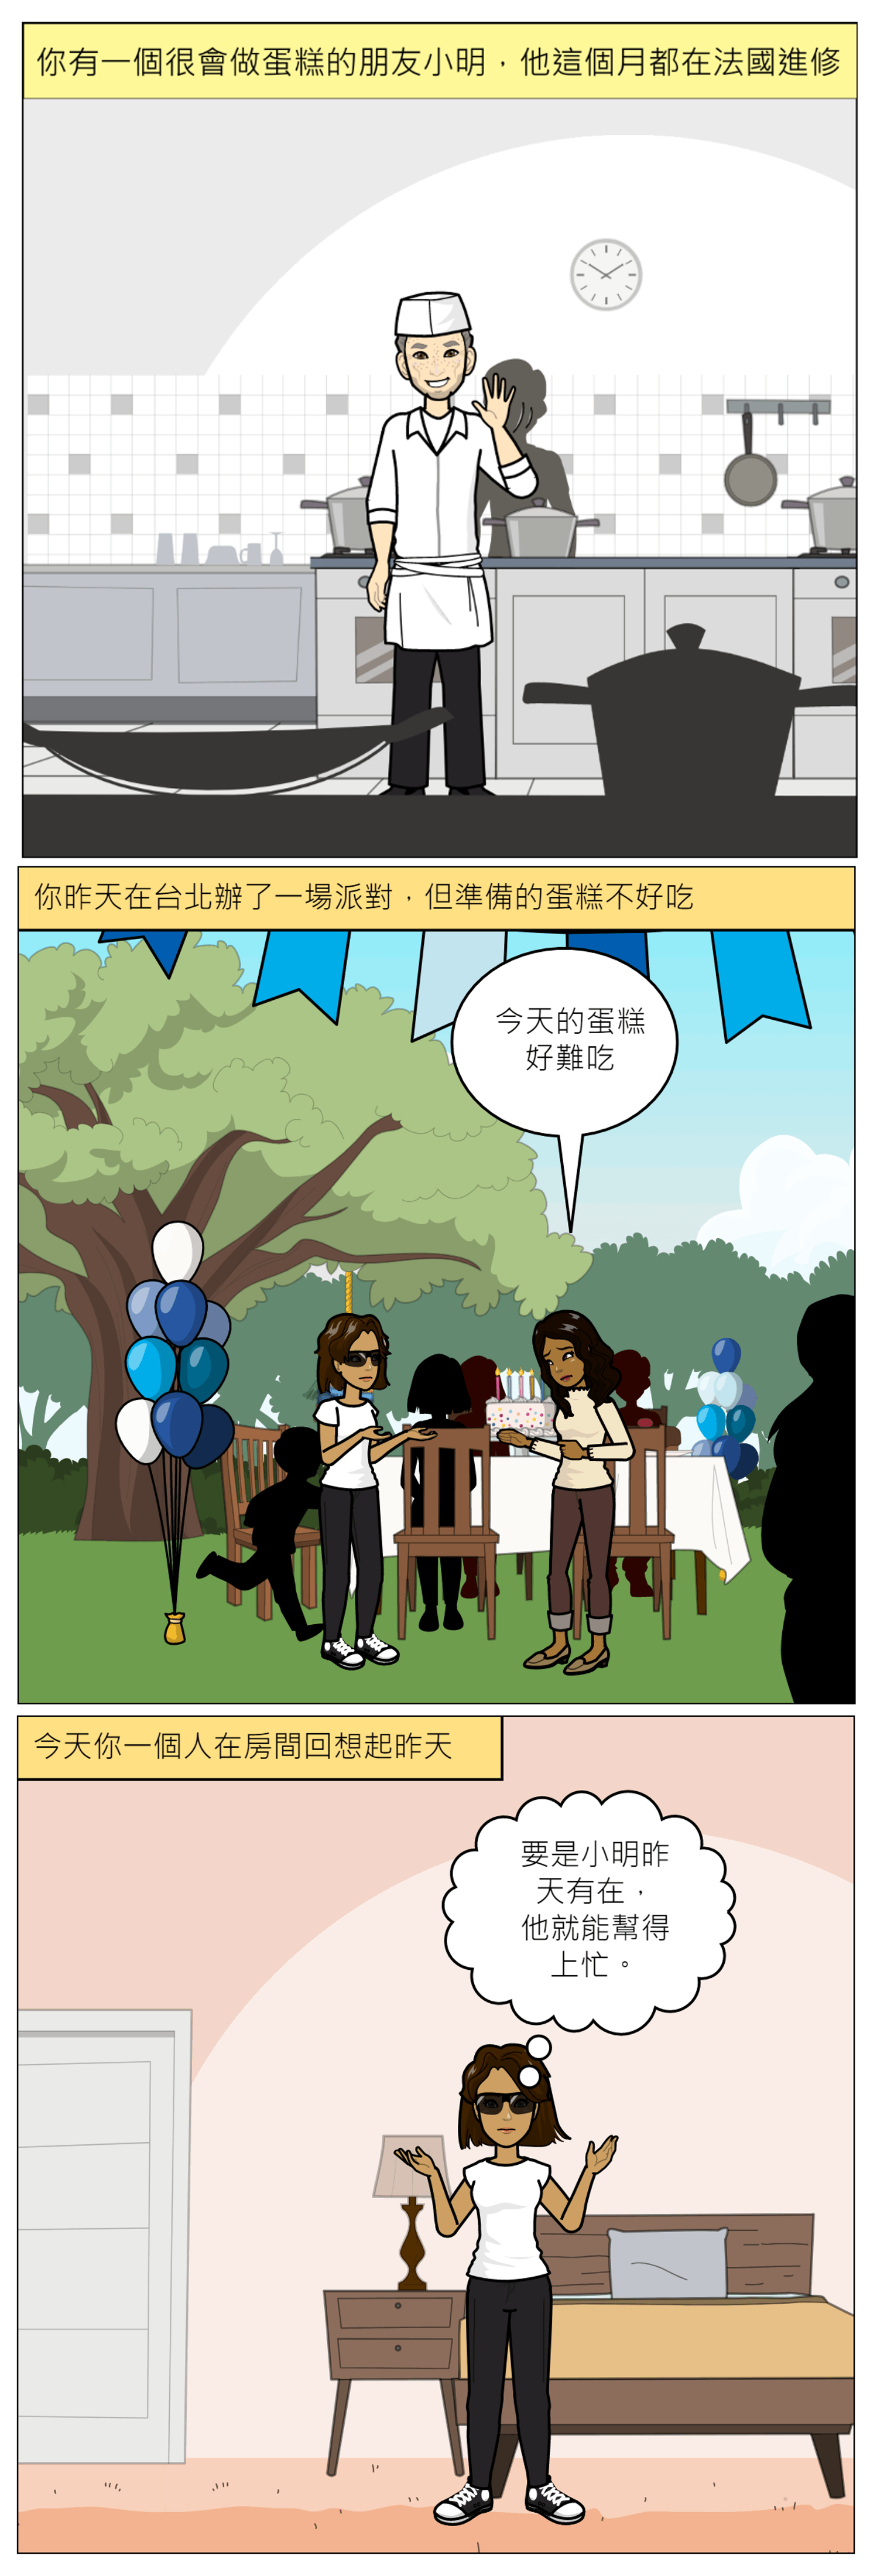 你有一個很會做蛋糕的朋友小明，他這個月都在法國進修
你昨天在台北辦了一場派對，但準備的蛋糕不好吃
今天的蛋糕
好難吃
今天你一個人在房間回想起昨天
要是小明昨
天有在，
他就能幫得
上忙。